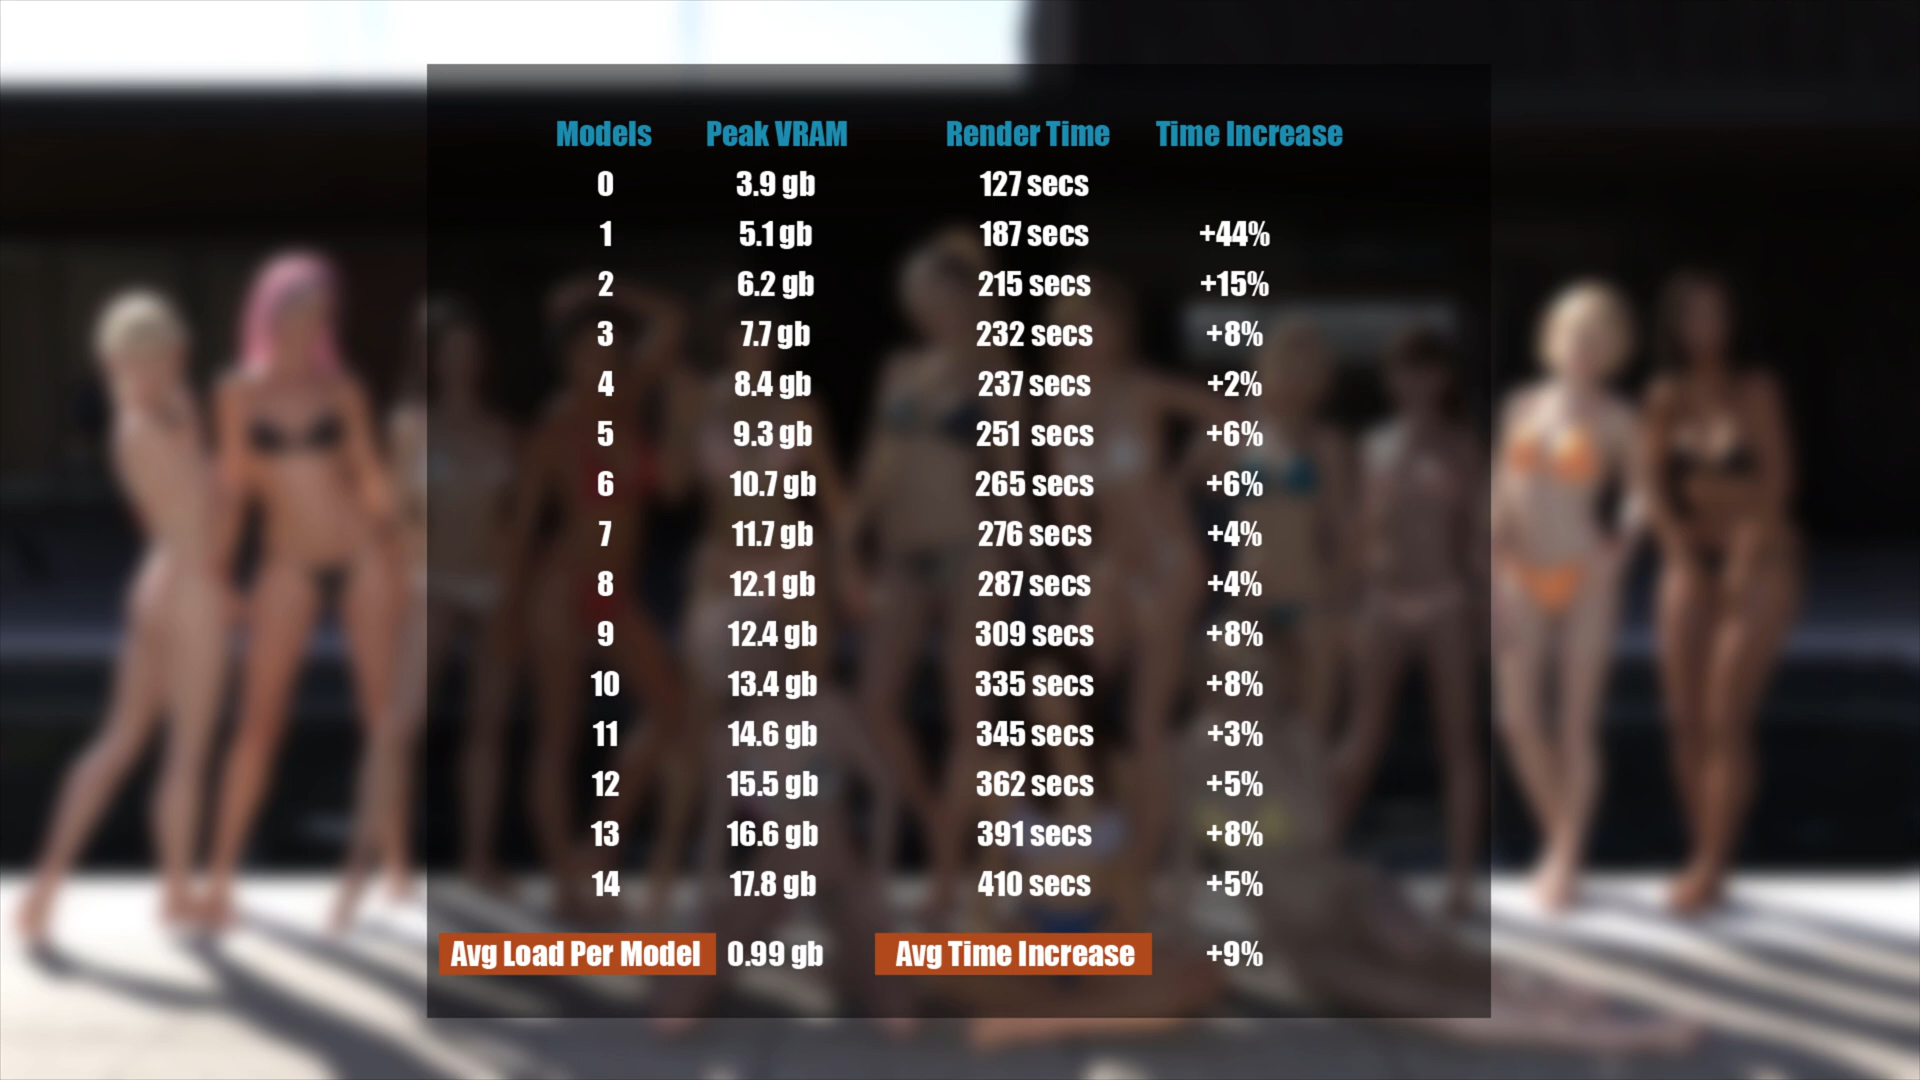 Models Peak VRAM Render Time Time Increase
0 3.9 gb 127 secs
1 5.1 gb 187 secs +44%
2 6.2 gb 215 secs +15%
3 7.7 gb 232 secs +8%
4 8.4 gb 237 secs +2%
5 9.3 gb 251 secs +6%
6 10.7 gb 265 secs +6%
7 11.7 gb 276 secs +4%
8 12.1 gb 287 secs +4%
9 12.4 gb 309 secs +8%
10 13.4 gb 335 secs +8%
11 14.6 gb 345 secs +3%
12 15.5 gb 362 secs +5%
13 16.6 gb 391 secs +8%
14 17.8 gb 410 secs +5%
Avg Load Per Model 0.99 gb Avg Time Increase +9%